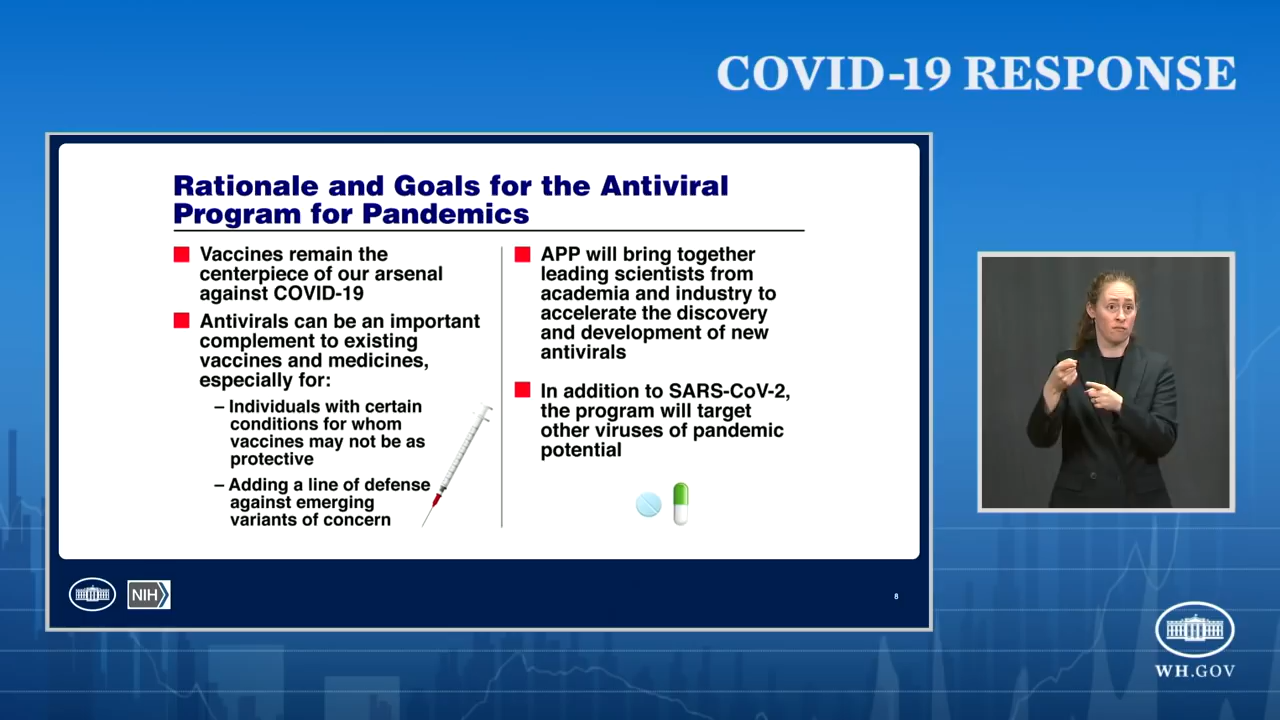 COVID-19 RESPONSE
Rationale and Goals for the Antiviral
Program for Pandemics
Vaccines remain the
centerpiece of our arsenal
against COVID-19
Antivirals can be an important
complement to existing
vaccines and medicines,
especially for:
– Individuals with certain
conditions for whom
vaccines may not be as
protective
– Adding a line of defense
against emerging
variants of concern
APP will bring together
leading scientists from
academia and industry to
accelerate the discovery
and development of new
antivirals
In addition to SARS-CoV-2,
the program will target
other viruses of pandemic
potential
NIH
8
WH.GOV